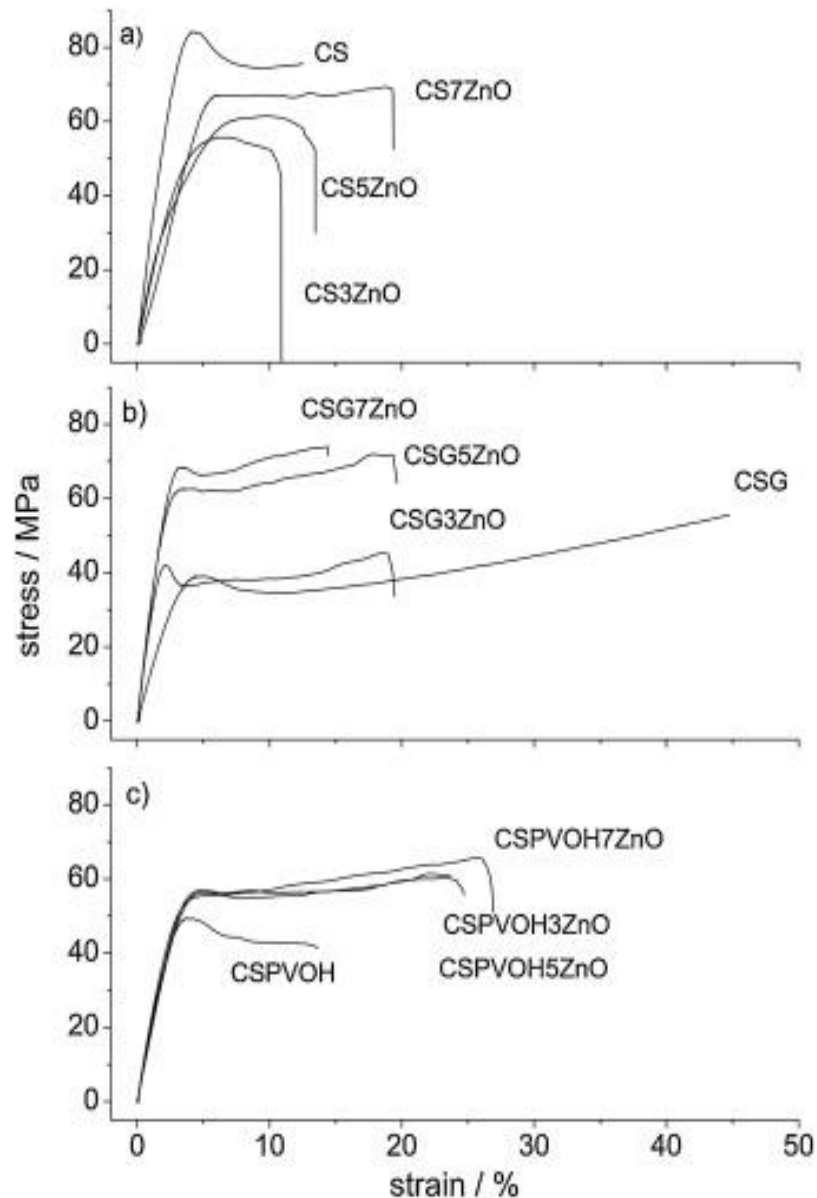 a)
80
60
40
20
0
CS
CS7ZnO
CS5ZnO
CS3ZnO
b)
80
60
40
20
0
CSG7ZnO
CSG5ZnO
CSG
CSG3ZnO
stress / MPa
c)
80
60
40
20
0
CSPVOH7ZnO
CSPVOH3ZnO
CSPVOH
CSPVOH5ZnO
0 10 20 30 40 50
strain / %